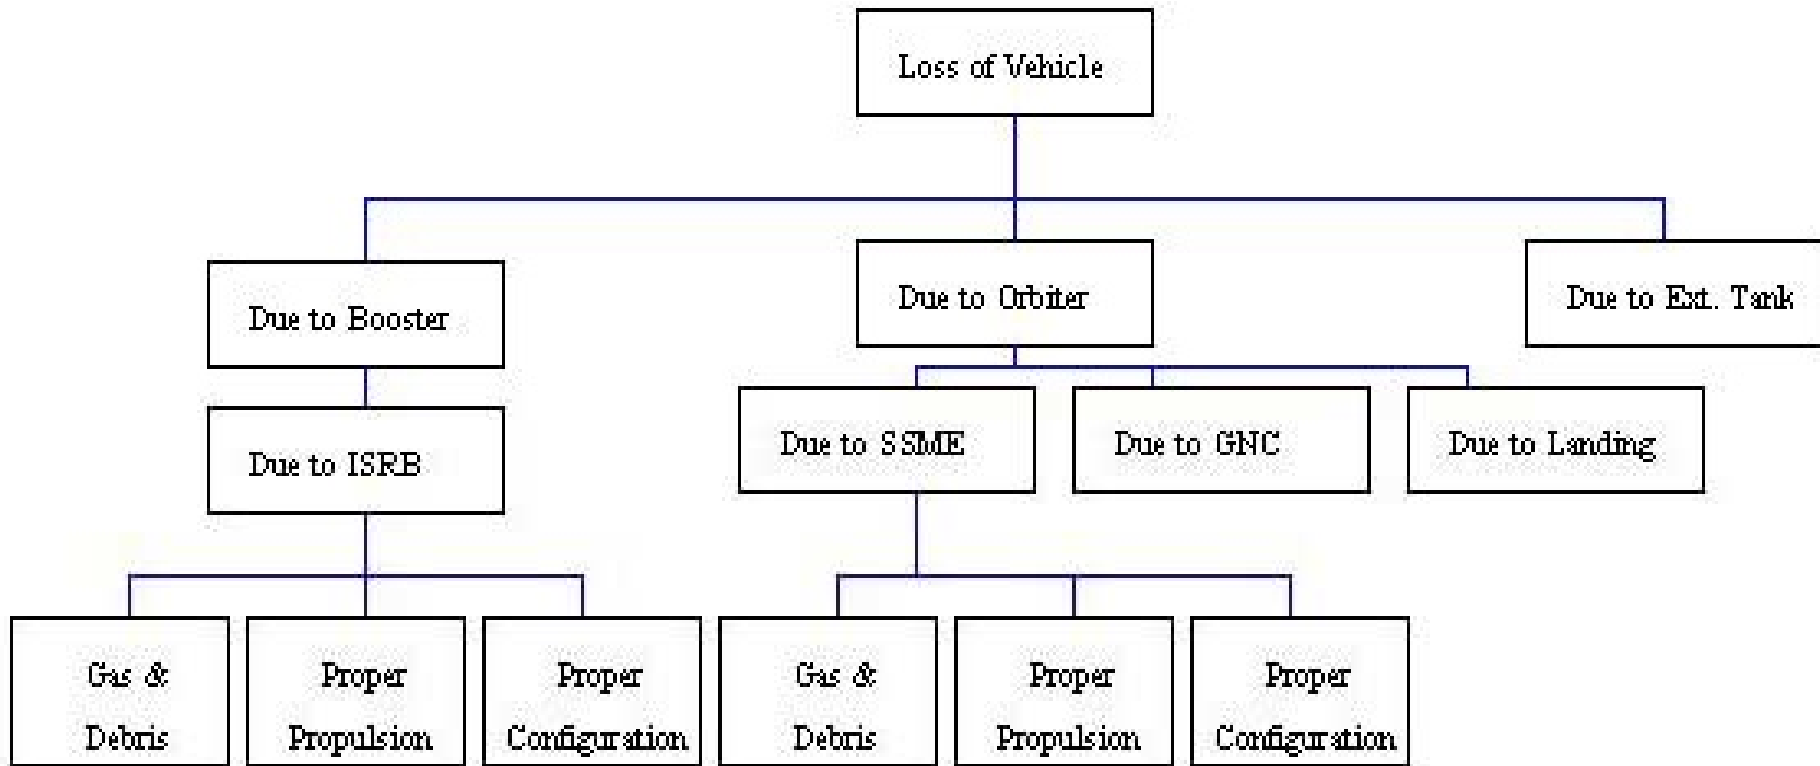 Loss of Vehicle
Due to Booster
Due to Orbiter
Due to Ext. Tank
Due to ISRB
Due to SSME
Due to GNC
Due to Landing
Gas &
Debris
Proper
Propulsion
Proper
Configuration
Gas &
Debris
Proper
Propulsion
Proper
Configuration